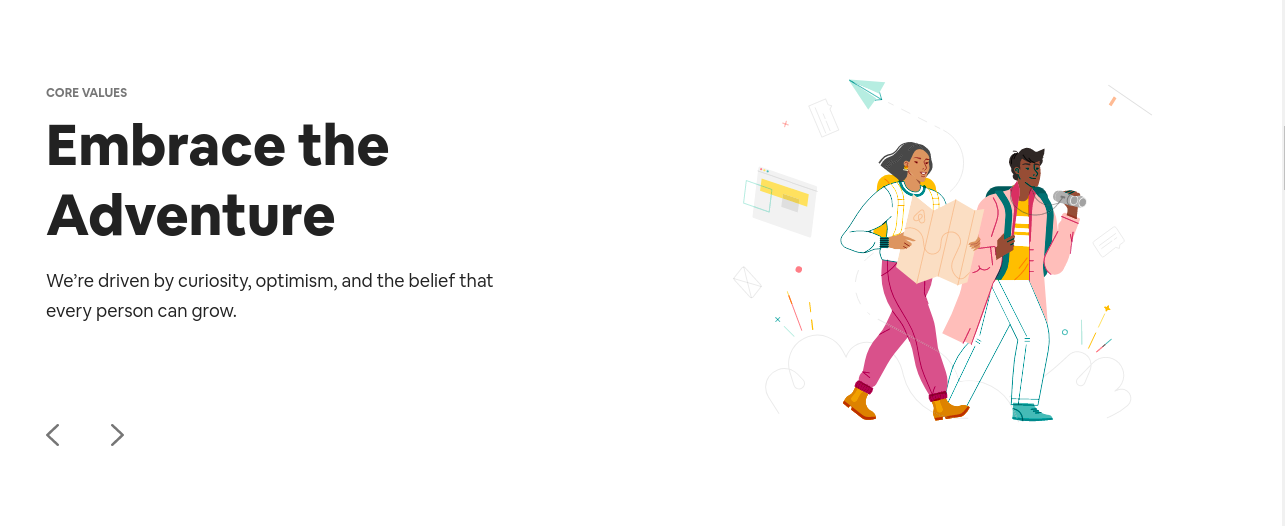 CORE VALUES
Embrace the
Adventure
We’re driven by curiosity, optimism, and the belief that
every person can grow.